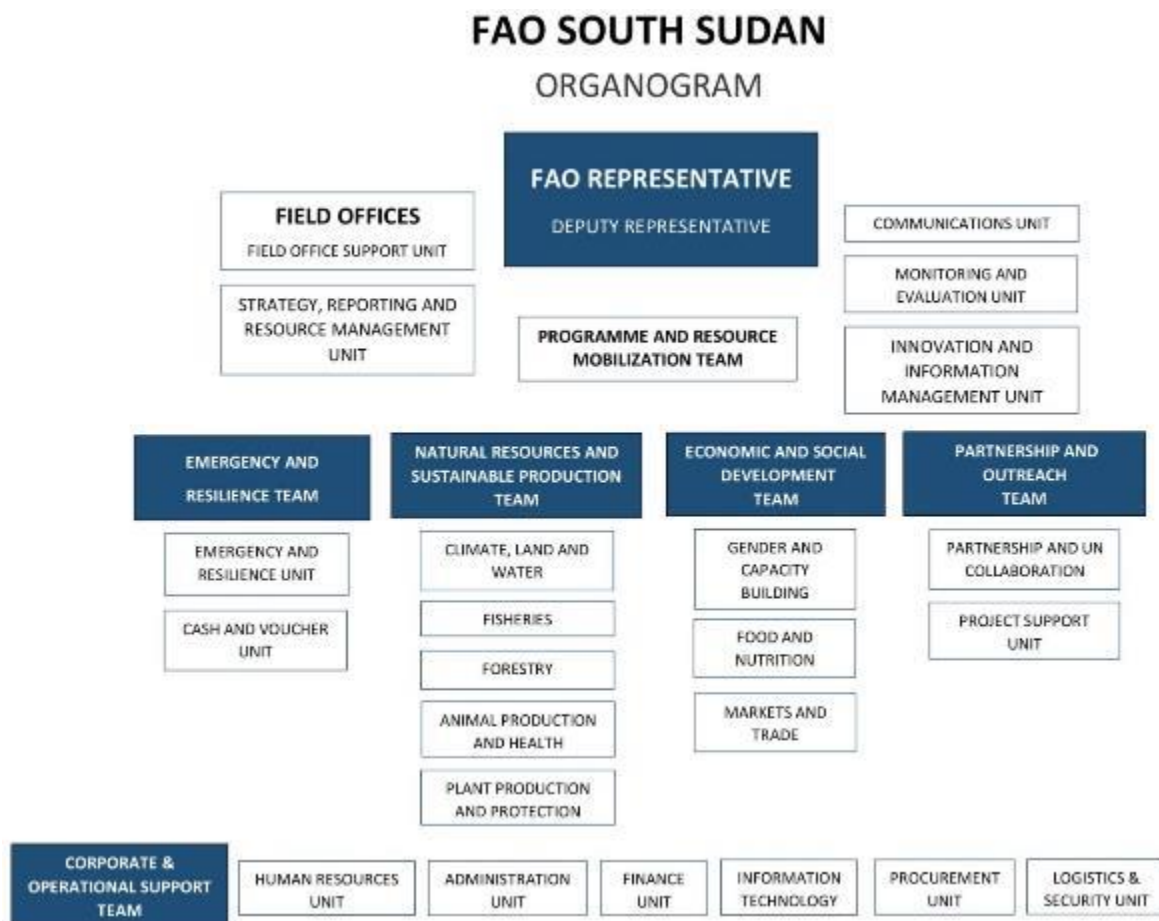 FAO SOUTH SUDAN
ORGANOGRAM
FAO REPRESENTATIVE
DEPUTY REPRESENTATIVE
FIELD OFFICES
FIELD OFFICE SUPPORT UNIT
STRATEGY, REPORTING AND
RESOURCE MANAGEMENT
UNIT
PROGRAMME AND RESOURCE
MOBILIZATION TEAM
COMMUNICATIONS UNIT
MONITORING AND
EVALUATION UNIT
INNOVATION AND
INFORMATION
MANAGEMENT UNIT
EMERGENCY AND
RESILIENCE TEAM
EMERGENCY AND
RESILIENCE UNIT
CASH AND VOUCHER
UNIT
NATURAL RESOURCES AND
SUSTAINABLE PRODUCTION
TEAM
CLIMATE, LAND AND
WATER
FISHERIES
FORESTRY
ANIMAL PRODUCTION
AND HEALTH
PLANT PRODUCTION
AND PROTECTION
ECONOMIC AND SOCIAL
DEVELOPMENT
TEAM
GENDER AND
CAPACITY
BUILDING
FOOD AND
NUTRITION
MARKETS AND
TRADE
PARTNERSHIP AND
OUTREACH
TEAM
PARTNERSHIP AND UN
COLLABORATION
PROJECT SUPPORT
UNIT
CORPORATE &
OPERATIONAL SUPPORT
TEAM
HUMAN RESOURCES
UNIT
ADMINISTRATION
UNIT
FINANCE
UNIT
INFORMATION
TECHNOLOGY
PROCUREMENT
UNIT
LOGISTICS &
SECURITY UNIT